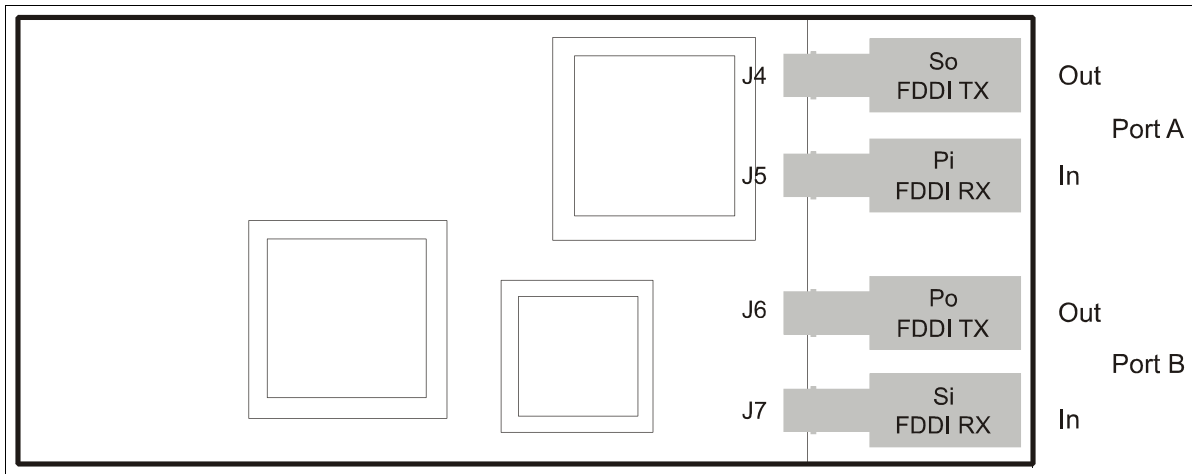 J4
So
FDDI TX
Out
Port A
J5
Pi
FDDI RX
In
J6
Po
FDDI TX
Out
Port B
J7
Si
FDDI RX
In